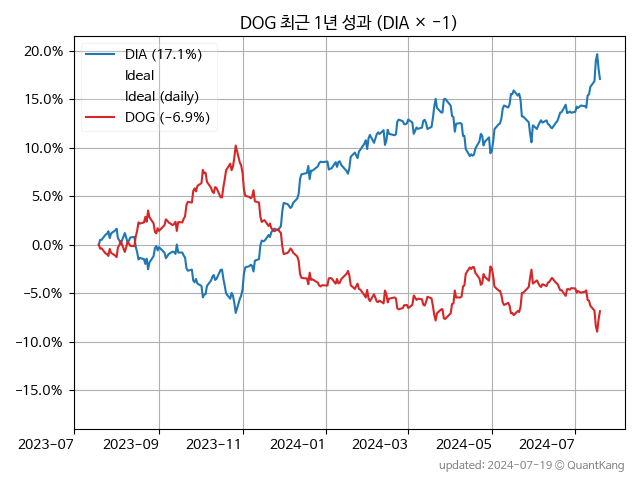 DOG 최근 1년 성과 (DIA × −1)
20.0%
15.0%
10.0%
5.0%
0.0%
−5.0%
−10.0%
−15.0%
DIA (17.1%)
Ideal
Ideal (daily)
DOG (−6.9%)
2023−07 2023−09 2023−11 2024−01 2024−03 2024−05 2024−07
updated: 2024−07−19 © QuantKang